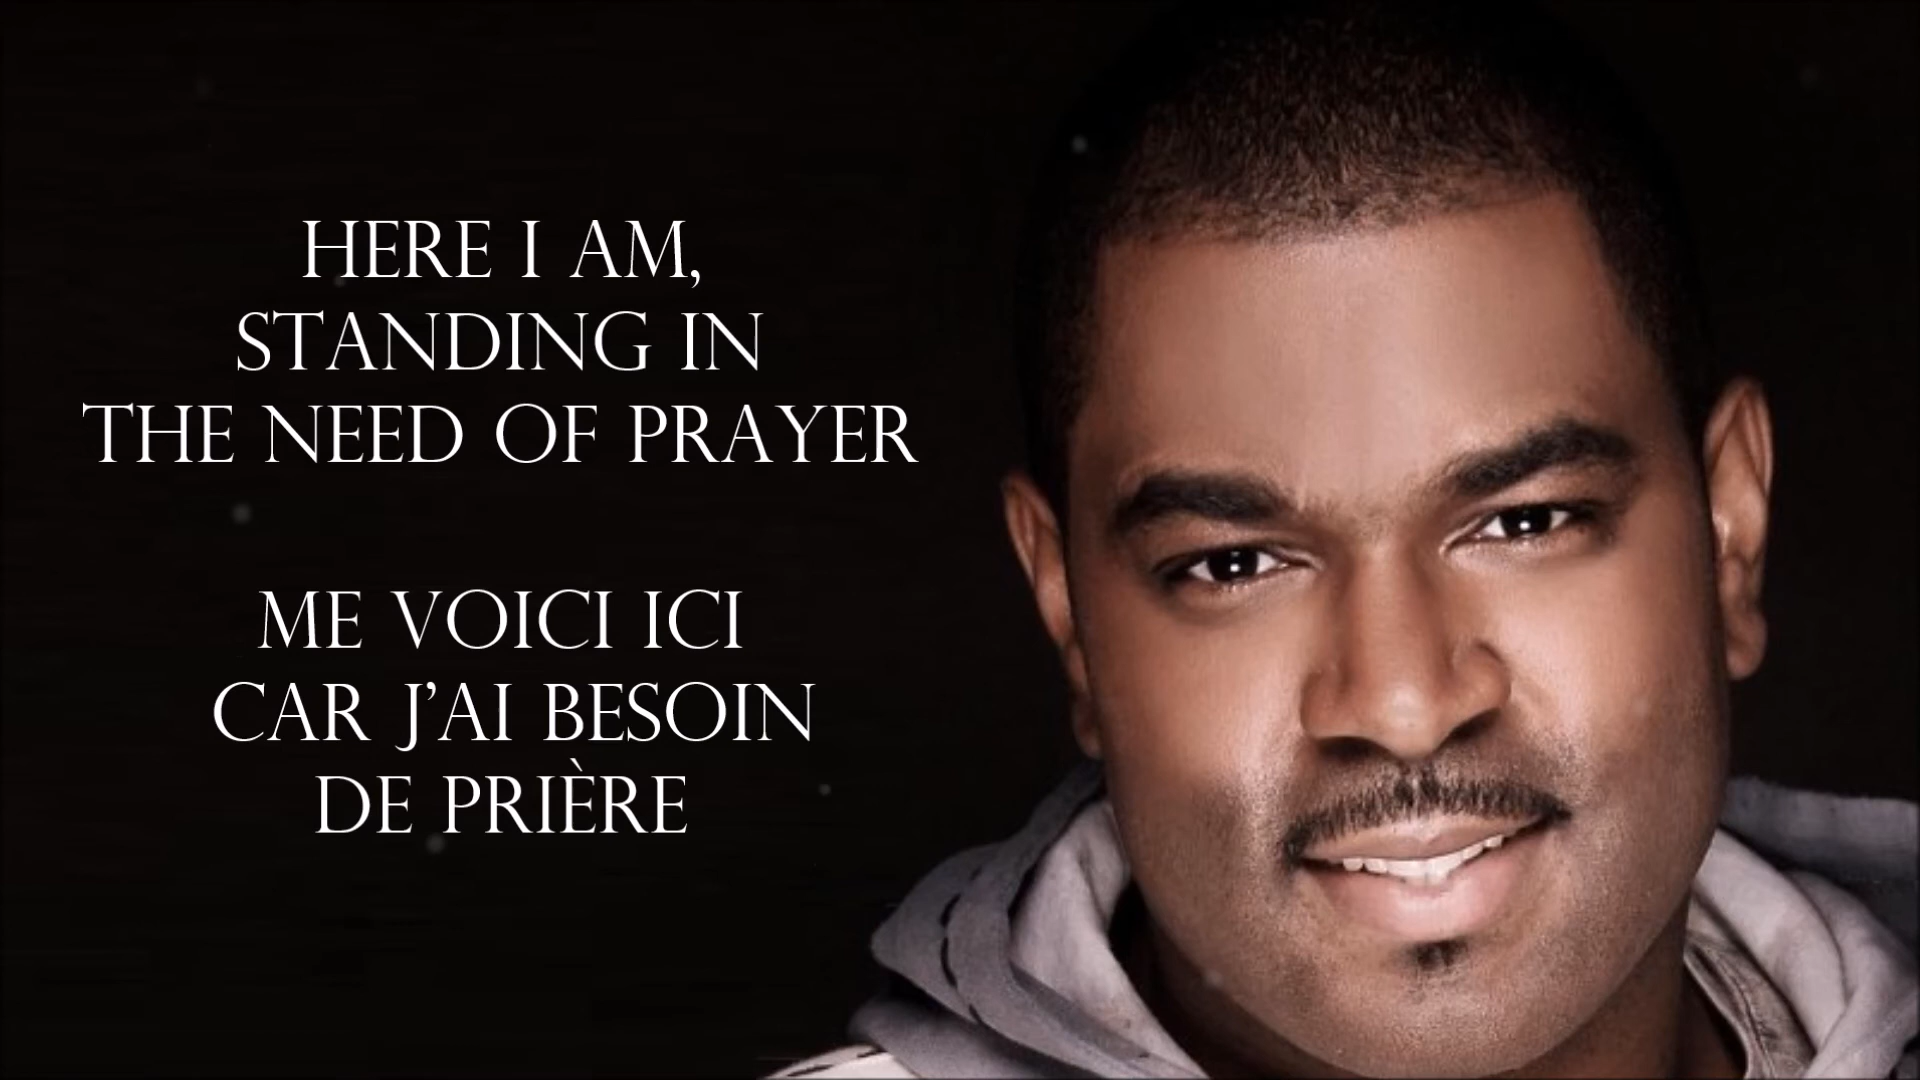 HERE I AM,
STANDING IN
THE NEED OF PRAYER
ME VOICI ICI
CAR J'AI BESOIN
DE PRIÈRE